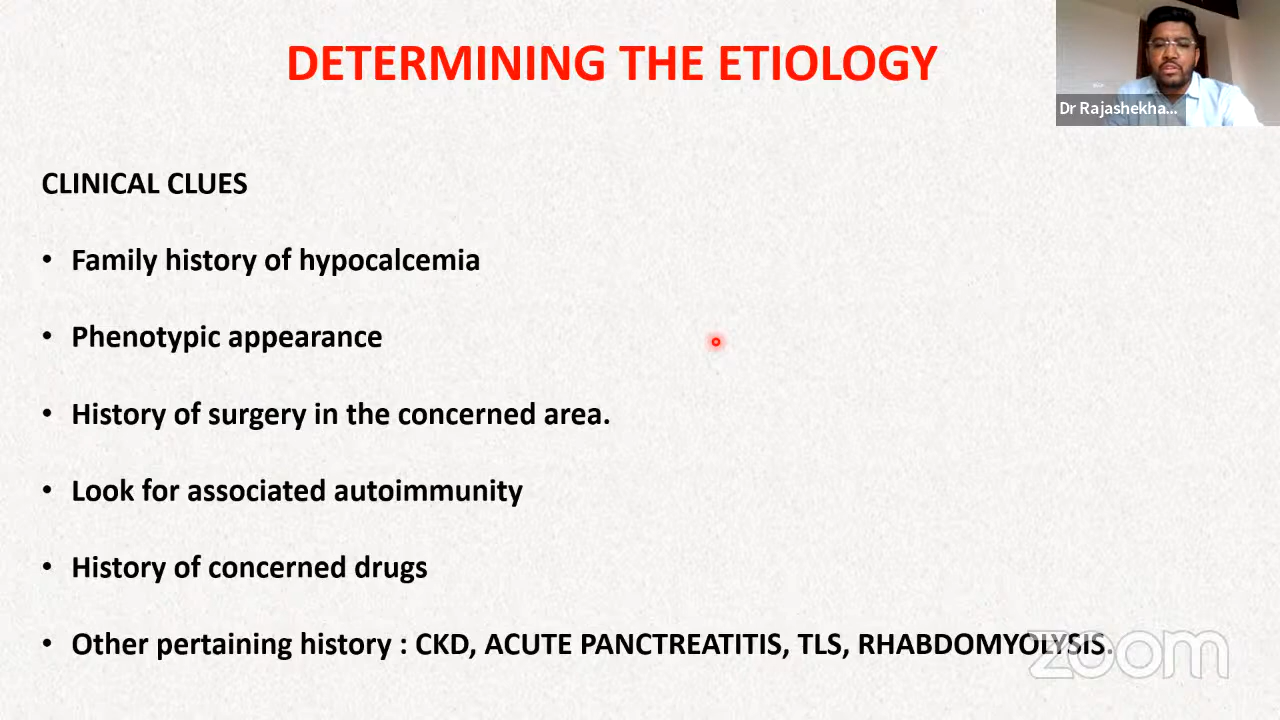 DETERMINING THE ETIOLOGY
Dr Rajashekha...
CLINICAL CLUES
• Family history of hypocalcemia
• Phenotypic appearance
• History of surgery in the concerned area.
• Look for associated autoimmunity
• History of concerned drugs
• Other pertaining history : CKD, ACUTE PANCTREATITIS, TLS, RHABDOMYOLYSIS.
zoom